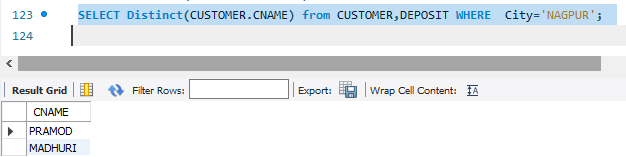 123 SELECT Distinct(CUSTOMER.CNAME) from CUSTOMER,DEPOSIT WHERE City='NAGPUR';
124
Result Grid Filter Rows: Export: Wrap Cell Content: IA
CNAME
PRAMOD
MADHURI